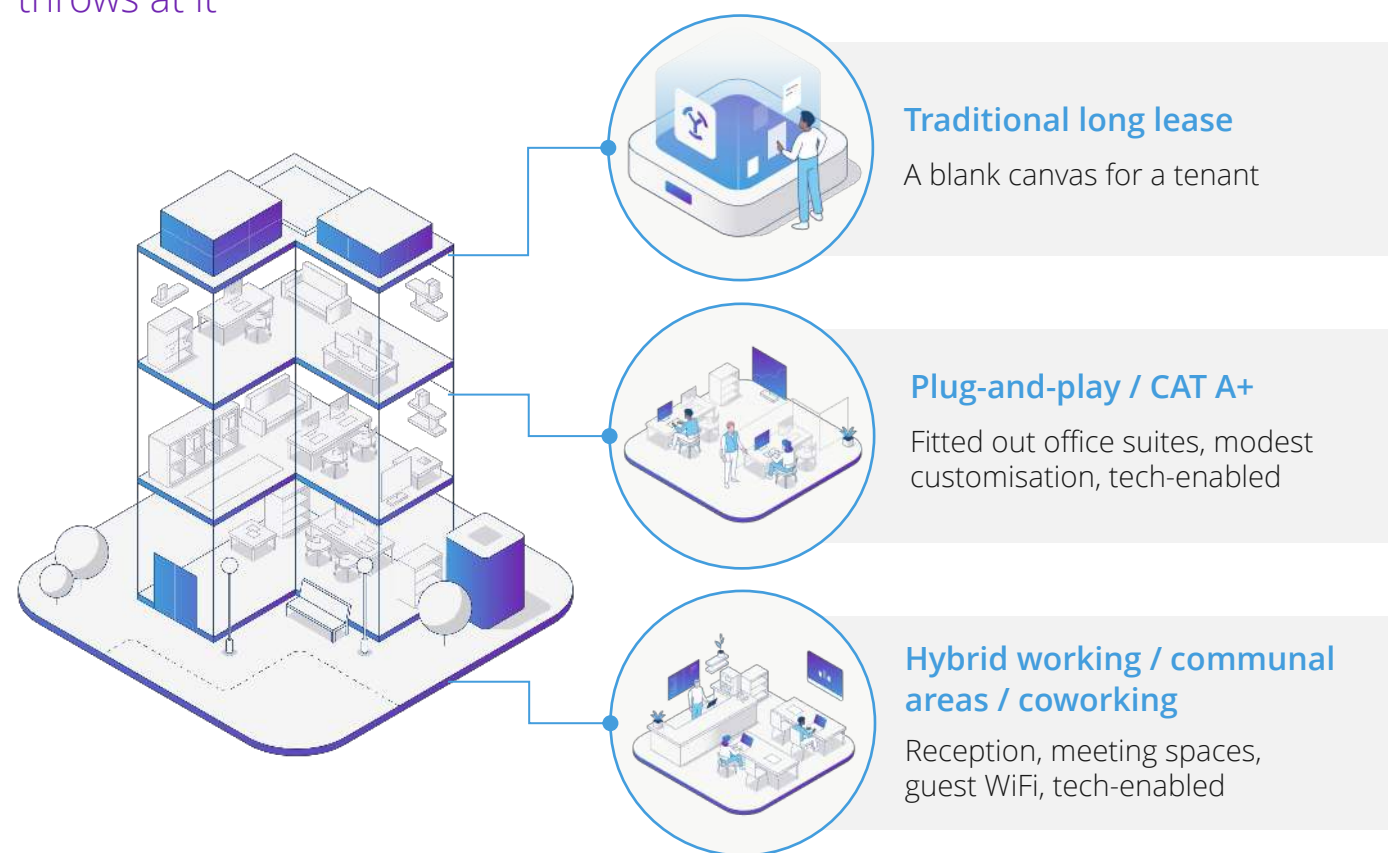 throws at it
Traditional long lease
A blank canvas for a tenant
Plug-and-play / CAT A+
Fitted out office suites, modest
customisation, tech-enabled
Hybrid working / communal
areas / coworking
Reception, meeting spaces,
guest WiFi, tech-enabled